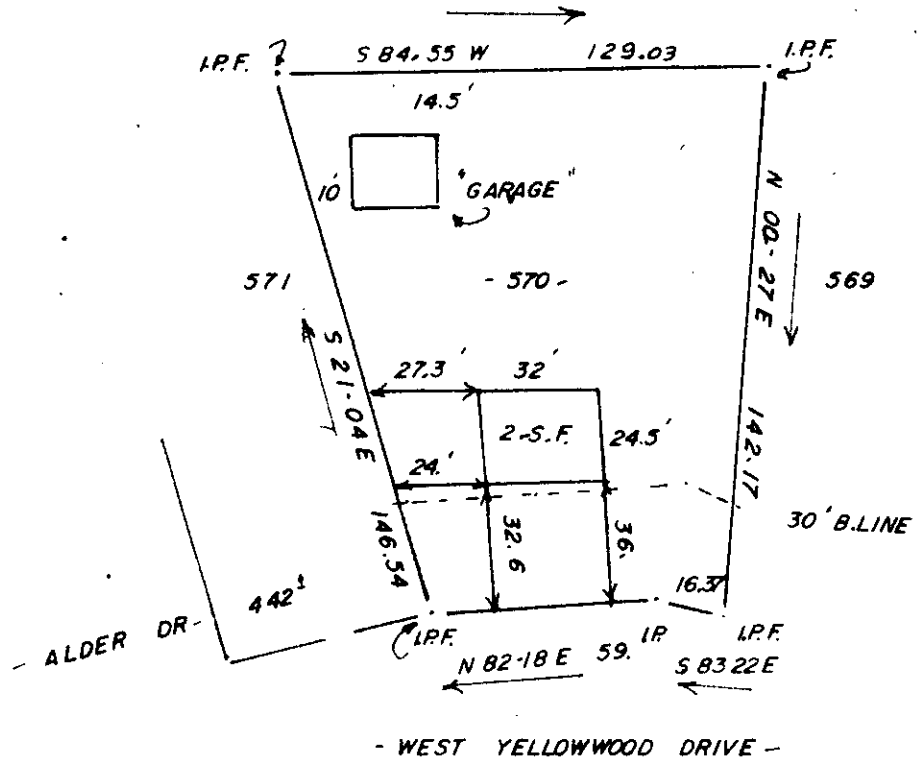 I.P.F. S 84.55 W 129.03 I.P.F.
14.5'
10' "GARAGE"
N 00-27 E 142.17
571 -570- 569
S 21-04 E 146.54
27.3' 32'
2-S.F. 24.5'
24.'
32.6 36.
30' B.LINE
16.37
442±
- ALDER DR-
I.P.F. I.P. I.P.F.
N 82-18 E 59. S 83 22 E
- WEST YELLOWWOOD DRIVE -